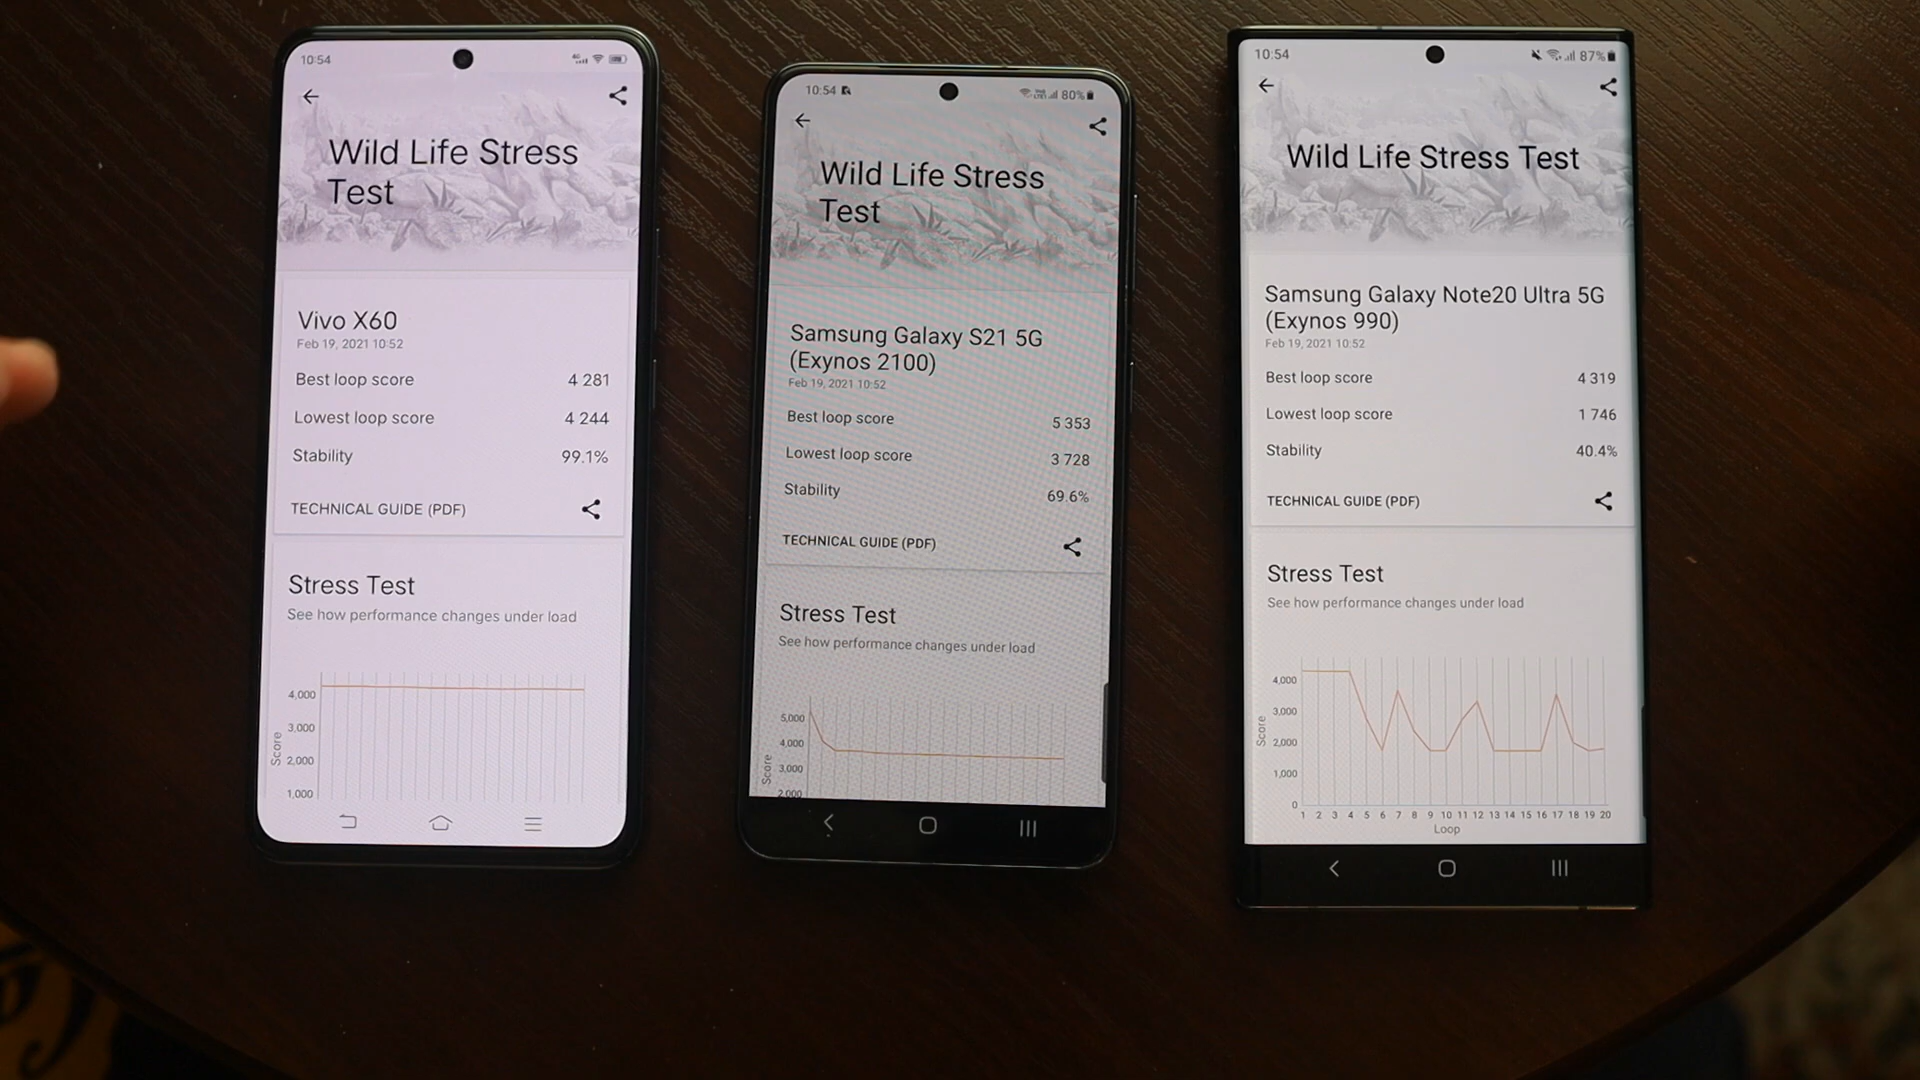 10:54
Wild Life Stress
Test
Vivo X60
Feb 19, 2021 10:52
Best loop score 4 281
Lowest loop score 4 244
Stability 99.1%
TECHNICAL GUIDE (PDF)
Stress Test
See how performance changes under load
Score
4,000
3,000
2,000
1,000
10:54 80%
Wild Life Stress
Test
Samsung Galaxy S21 5G
(Exynos 2100)
Feb 19, 2021 10:52
Best loop score 5 353
Lowest loop score 3 728
Stability 69.6%
TECHNICAL GUIDE (PDF)
Stress Test
See how performance changes under load
Score
5,000
4,000
3,000
2,000
10:54 87%
Wild Life Stress Test
Samsung Galaxy Note20 Ultra 5G
(Exynos 990)
Feb 19, 2021 10:52
Best loop score 4 319
Lowest loop score 1 746
Stability 40.4%
TECHNICAL GUIDE (PDF)
Stress Test
See how performance changes under load
Score
4,000
3,000
2,000
1,000
0
1 2 3 4 5 6 7 8 9 10 11 12 13 14 15 16 17 18 19 20
Loop